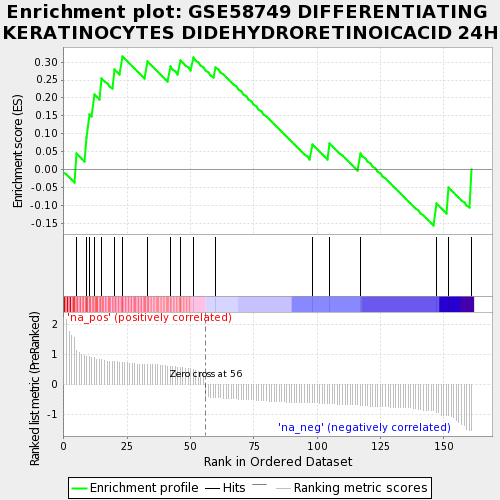 Enrichment plot: GSE58749 DIFFERENTIATING
KERATINOCYTES DIDEHYDRORETINOICACID 24H
Enrichment score (ES)
0.30
0.25
0.20
0.15
0.10
0.05
0.00
-0.05
-0.10
-0.15
'na_pos' (positively correlated)
Ranked list metric (PreRanked)
2
1
0
-1
Zero cross at 56
'na_neg' (negatively correlated)
0 25 50 75 100 125 150
Rank in Ordered Dataset
Enrichment profile Hits Ranking metric scores